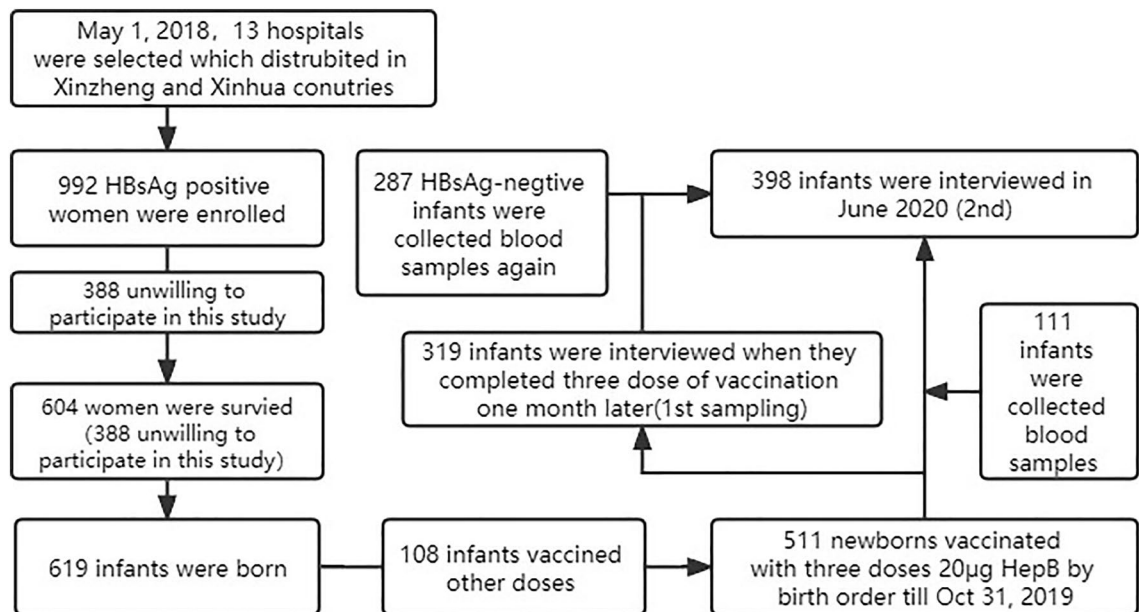 May 1, 2018，13 hospitals
were selected which distrubited in
Xinzheng and Xinhua conutries
992 HBsAg positive
women were enrolled
388 unwilling to
participate in this study
604 women were survied
(388 unwilling to
participate in this study)
619 infants were born
108 infants vaccined
other doses
511 newborns vaccinated
with three doses 20μg HepB by
birth order till Oct 31, 2019
319 infants were interviewed when they
completed three dose of vaccination
one month later(1st sampling)
287 HBsAg-negtive
infants were
collected blood
samples again
111
infants
were
collected
blood
samples
398 infants were interviewed in
June 2020 (2nd)